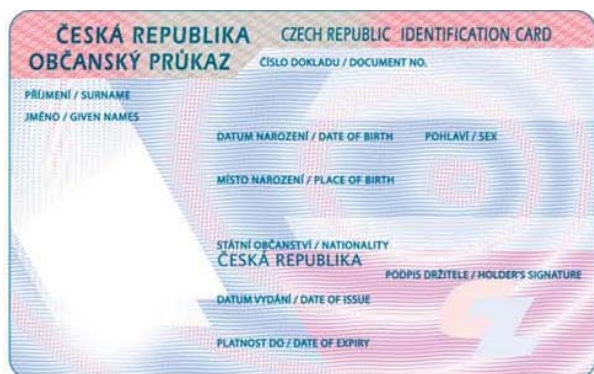 ČESKÁ REPUBLIKA CZECH REPUBLIC IDENTIFICATION CARD
OBČANSKÝ PRŮKAZ ČÍSLO DOKLADU / DOCUMENT NO.
PŘÍJMENÍ / SURNAME
JMÉNO / GIVEN NAMES
DATUM NAROZENÍ / DATE OF BIRTH POHLAVÍ / SEX
MÍSTO NAROZENÍ / PLACE OF BIRTH
STÁTNÍ OBČANSTVÍ / NATIONALITY
ČESKÁ REPUBLIKA
PODPIS DRŽITELE / HOLDER'S SIGNATURE
DATUM VYDÁNÍ / DATE OF ISSUE
PLATNOST DO / DATE OF EXPIRY
CZ